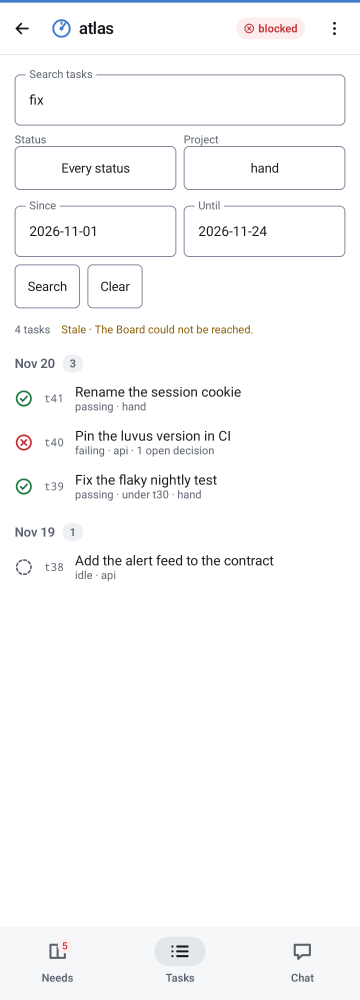 atlas
blocked
Search tasks
fix
Status
Project
Every status
hand
Since
Until
2026-11-01
2026-11-24
Search
Clear
4 tasks Stale · The Board could not be reached.
Nov 20 3
t41 Rename the session cookie
passing · hand
t40 Pin the luvus version in CI
failing · api · 1 open decision
t39 Fix the flaky nightly test
passing · under t30 · hand
Nov 19 1
t38 Add the alert feed to the contract
idle · api
5
Needs
Tasks
Chat